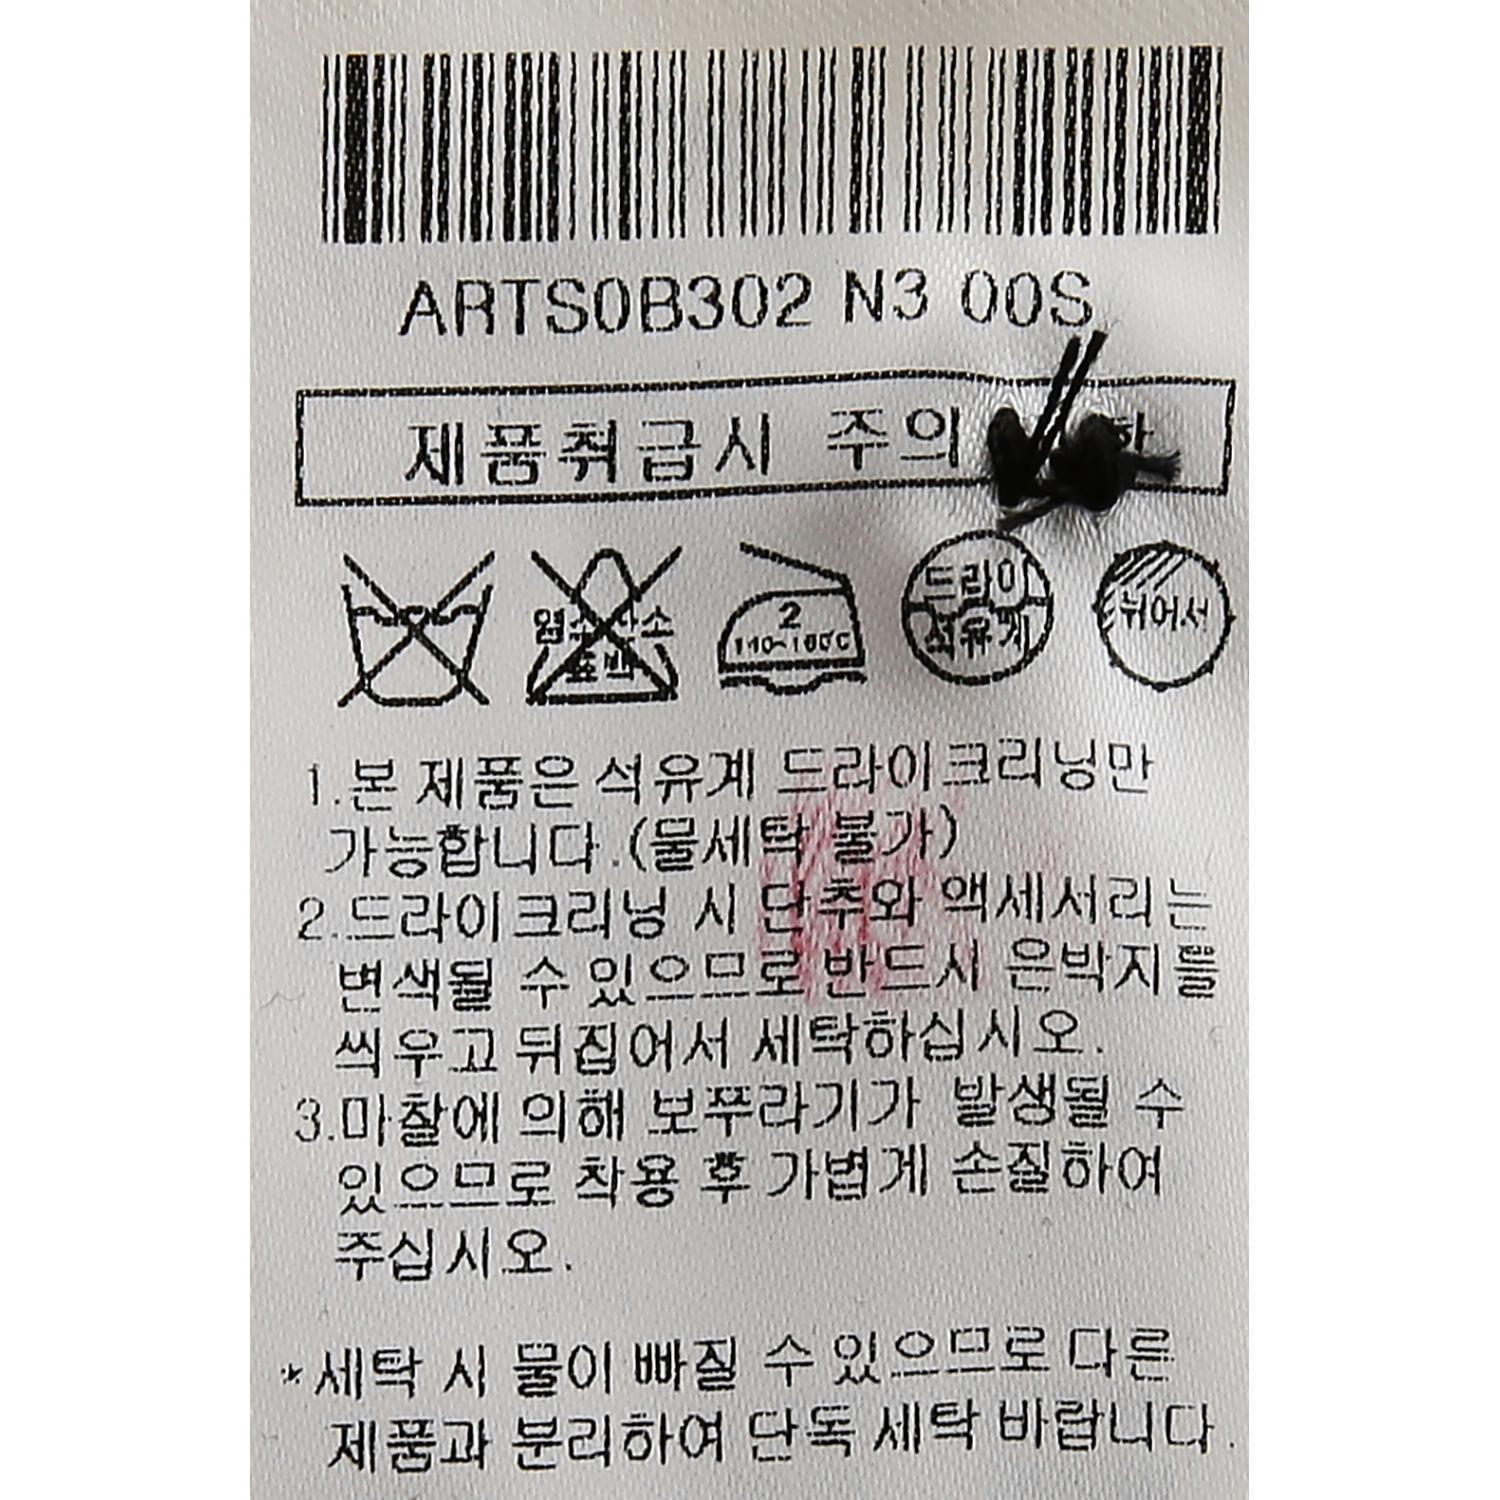 ARTS0B302 N3 00S
제품취급시 주의
염소산소
표백
2
140~160℃
드라이
석유계
뉘어서
1.본 제품은 석유계 드라이크리닝만
가능합니다.(물세탁 불가)
2.드라이크리닝 시 단추와 액세서리는
변색될 수 있으므로 반드시 은박지를
씌우고 뒤집어서 세탁하십시오.
3.마찰에 의해 보푸라기가 발생될 수
있으므로 착용 후 가볍게 손질하여
주십시오.
*세탁 시 물이 빠질 수 있으므로 다른
제품과 분리하여 단독 세탁 바랍니다.